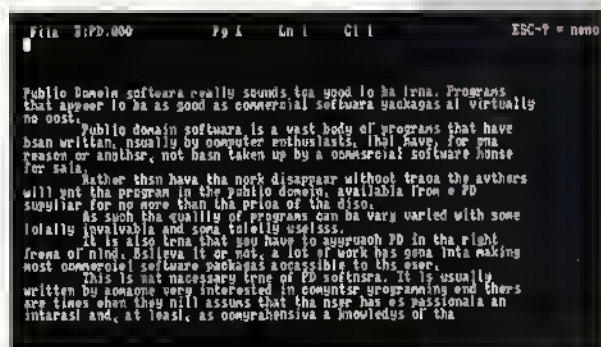 File 3:PD.000 Pg 1 Ln 1 Cl 1 ESC-? = menu
Public Domain software really sounds too good to be true. Programs
that appear to be as good as commercial software packages at virtually
no cost.
Public domain software is a vast body of programs that have
been written, usually by computer enthusiasts, that have, for one
reason or another, not been taken up by a commercial software house
for sale.
Rather than have the work disappear without trace the authors
will put the program in the public domain, available from a PD
supplier for no more than the price of the disc.
As such the quality of programs can be very varied with some
totally invaluable and some totally useless.
It is also true that you have to approach PD in the right
frame of mind. Believe it or not, a lot of work has gone into making
most commercial software packages accessible to the user.
This is not necessary true of PD software. It is usually
written by someone very interested in computer programming and there
are times when they will assume that the user has as passionate an
interest and, at least, as comprehensive a knowledge of the